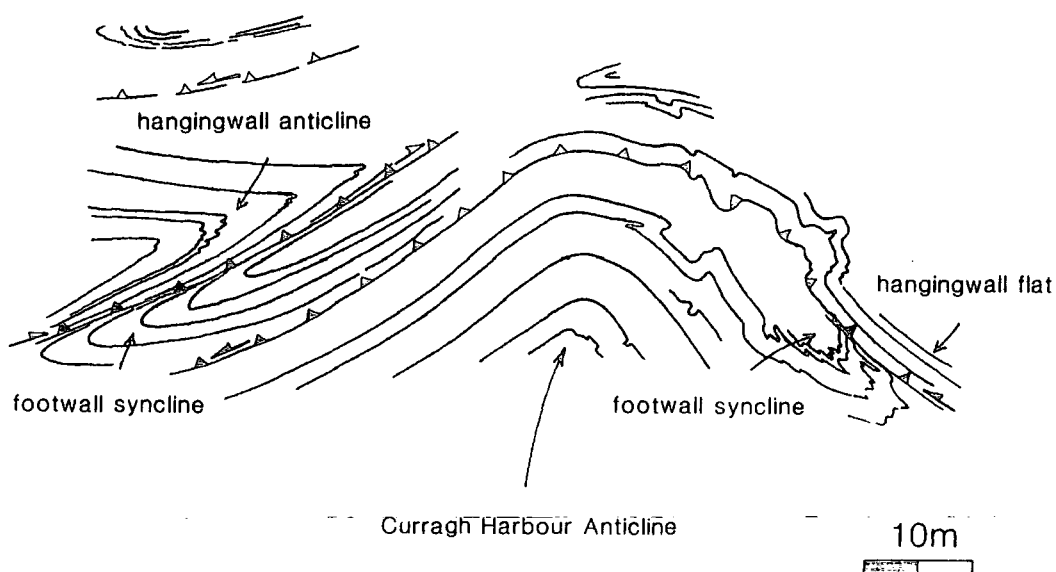 hangingwall anticline
hangingwall flat
footwall syncline
footwall syncline
Curragh Harbour Anticline
10m